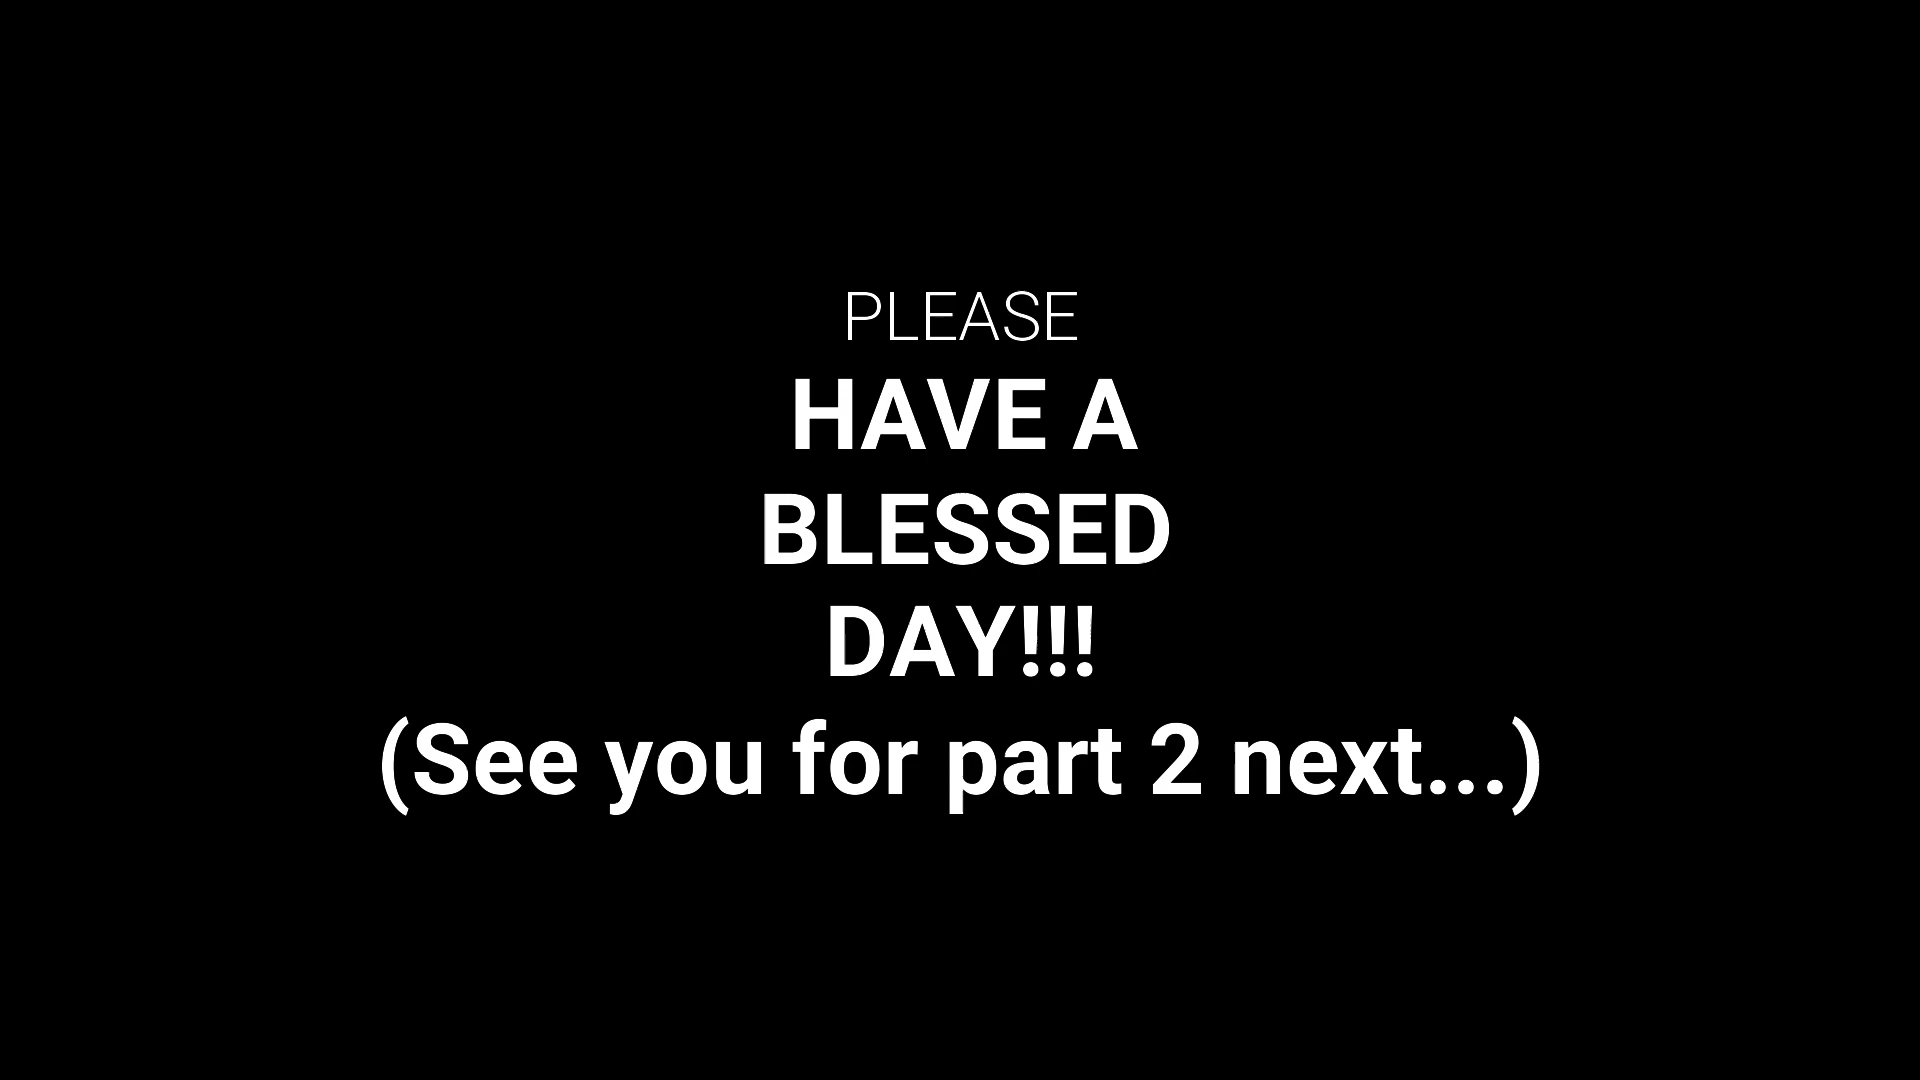 PLEASE
HAVE A
BLESSED
DAY!!!
(See you for part 2 next...)